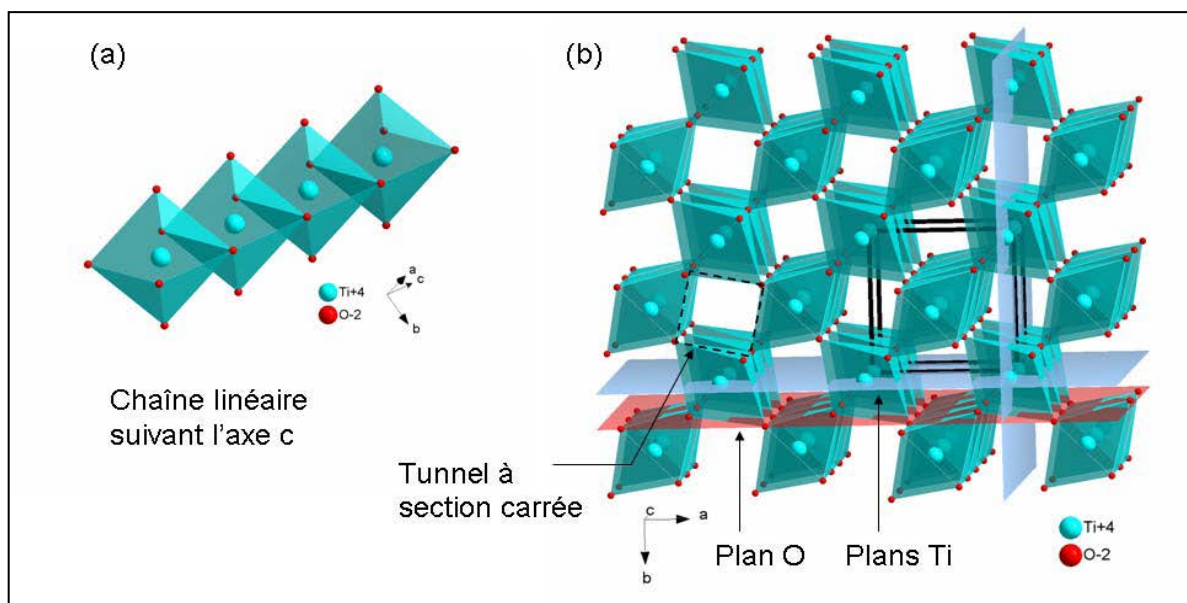 (a)
Ti+4
O-2
a
c
b
Chaîne linéaire
suivant l'axe c
(b)
Tunnel à
section carrée
c
a
b
Plan O
Plans Ti
Ti+4
O-2